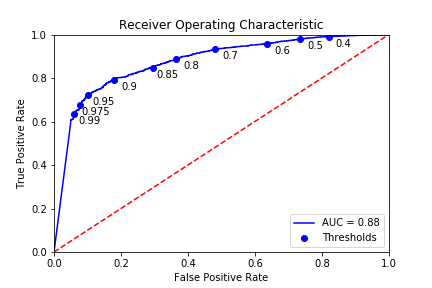 Receiver Operating Characteristic
True Positive Rate
1.0
0.8
0.6
0.4
0.2
0.0
0.4
0.5
0.6
0.7
0.8
0.85
0.9
0.95
0.975
0.99
AUC = 0.88
Thresholds
0.0 0.2 0.4 0.6 0.8 1.0
False Positive Rate